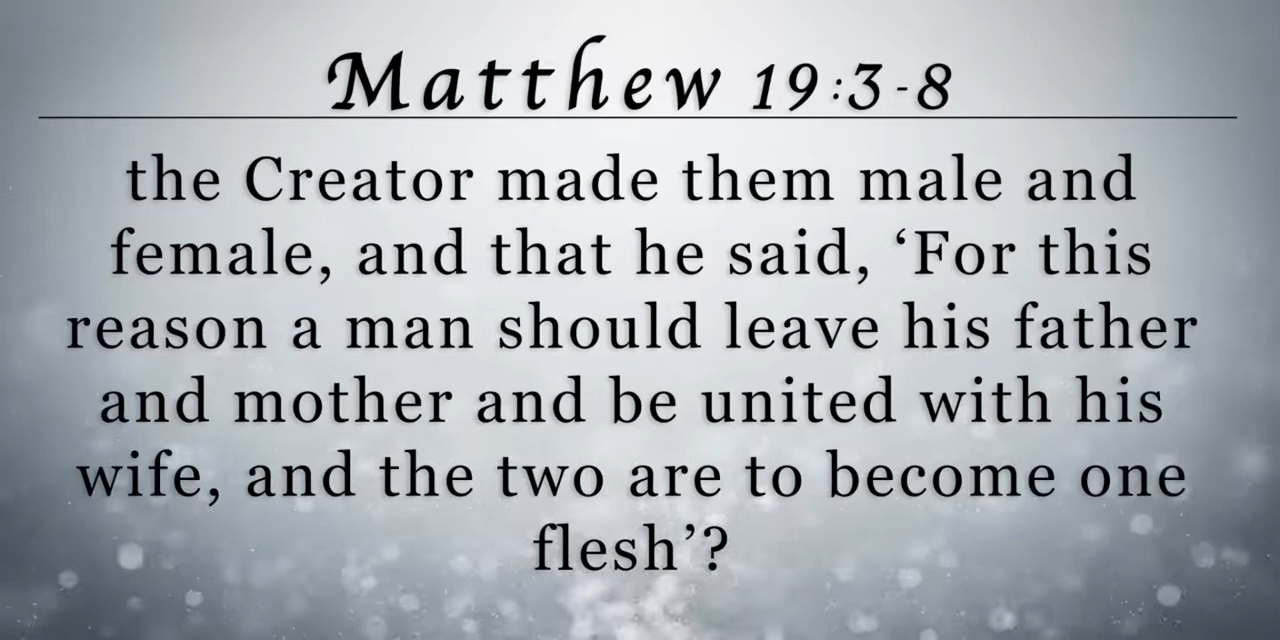 Matthew 19:3-8
the Creator made them male and
female, and that he said, ‘For this
reason a man should leave his father
and mother and be united with his
wife, and the two are to become one
flesh’?